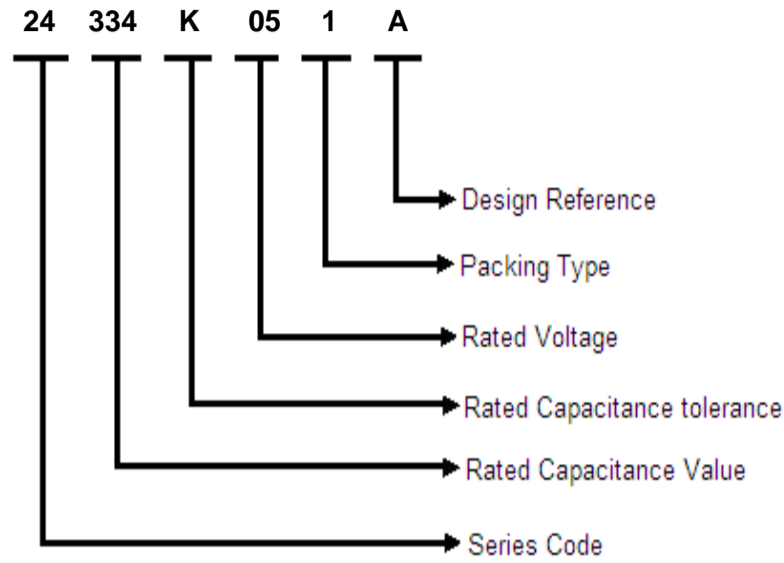 24 334 K 05 1 A
Design Reference
Packing Type
Rated Voltage
Rated Capacitance tolerance
Rated Capacitance Value
Series Code